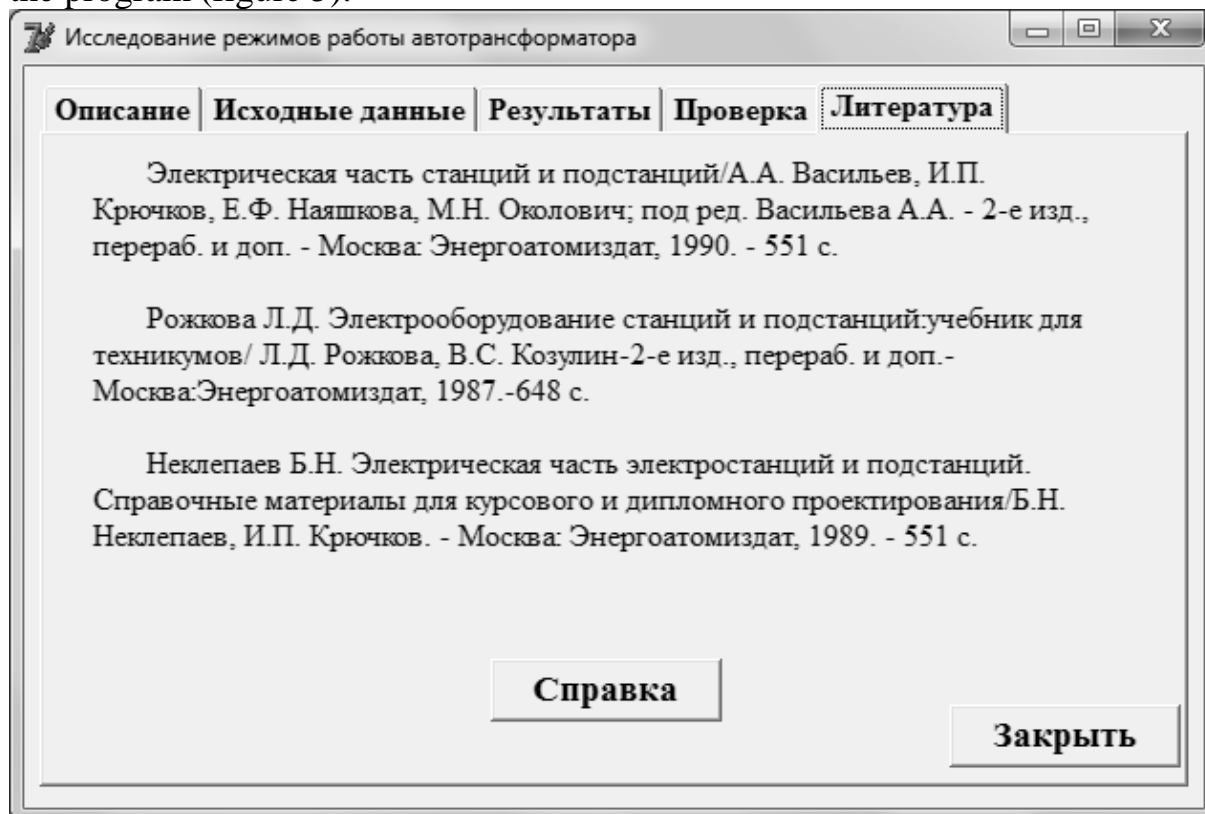 the program (figure 5).
Исследование режимов работы автотрансформатора
Описание Исходные данные Результаты Проверка Литература
Электрическая часть станций и подстанций/А.А. Васильев, И.П.
Крючков, Е.Ф. Наяшкова, М.Н. Околович; под ред. Васильева А.А. - 2-е изд.,
перераб. и доп. - Москва: Энергоатомиздат, 1990. - 551 с.
Рожкова Л.Д. Электрооборудование станций и подстанций:учебник для
техникумов/ Л.Д. Рожкова, В.С. Козулин-2-е изд., перераб. и доп.-
Москва:Энергоатомиздат, 1987.-648 с.
Неклепаев Б.Н. Электрическая часть электростанций и подстанций.
Справочные материалы для курсового и дипломного проектирования/Б.Н.
Неклепаев, И.П. Крючков. - Москва: Энергоатомиздат, 1989. - 551 с.
Справка
Закрыть